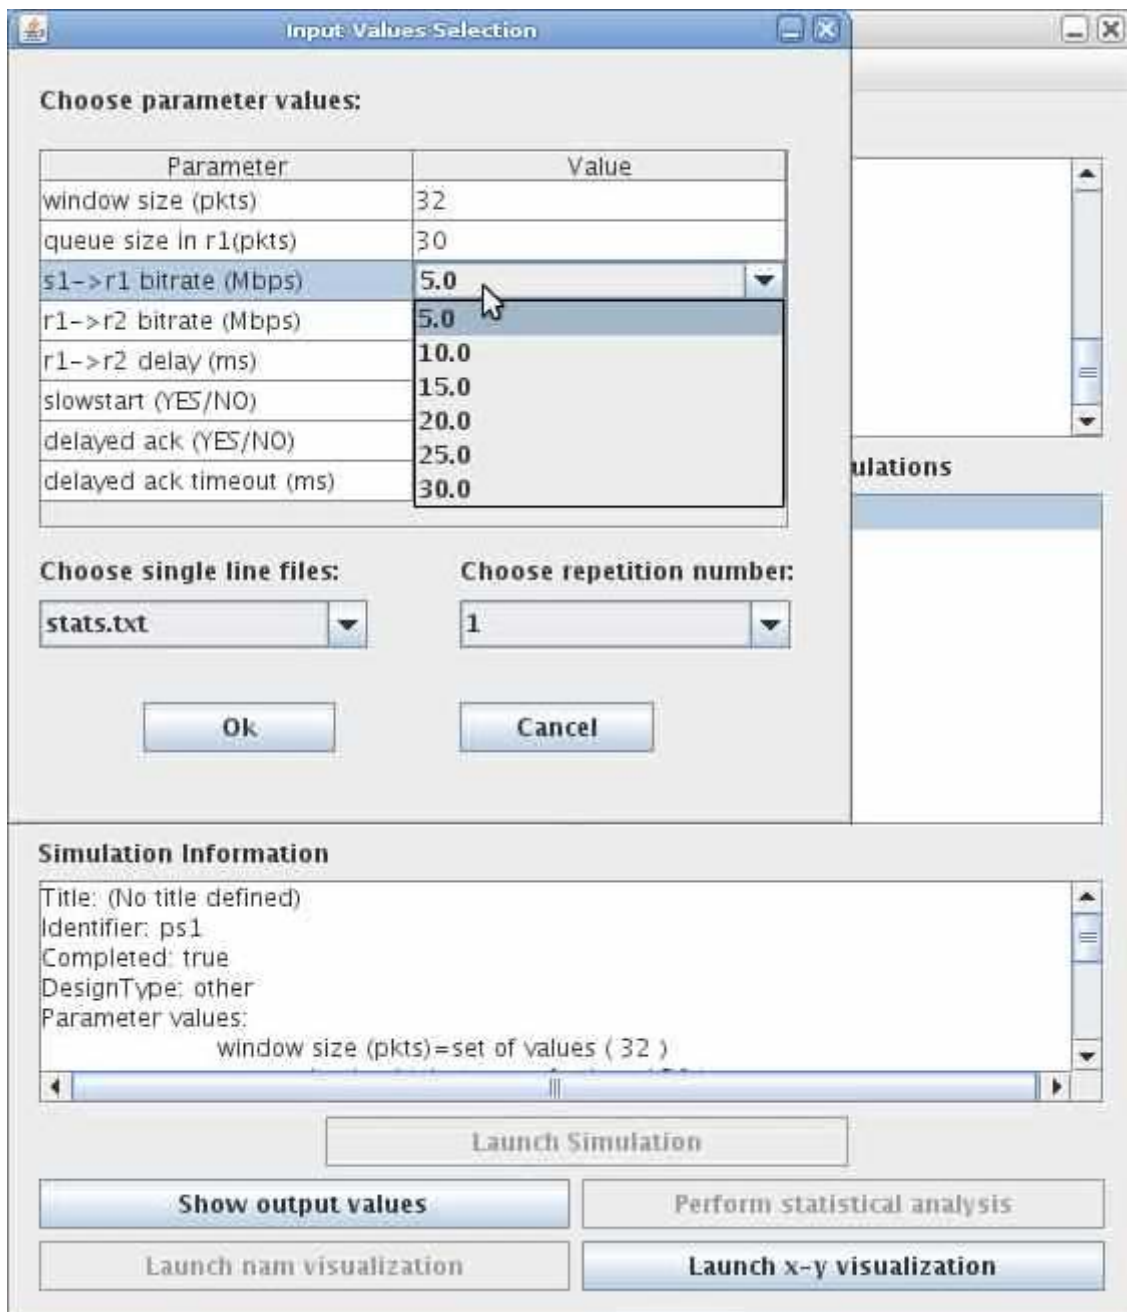 Input Values Selection
Choose parameter values:
Parameter Value
window size (pkts) 32
queue size in r1(pkts) 30
s1->r1 bitrate (Mbps) 5.0
r1->r2 bitrate (Mbps) 5.0
10.0
r1->r2 delay (ms)
15.0
slowstart (YES/NO)
20.0
delayed ack (YES/NO)
25.0
delayed ack timeout (ms) 30.0
ulations
Choose single line files: Choose repetition number:
stats.txt 1
Ok Cancel
Simulation Information
Title: (No title defined)
Identifier: ps1
Completed: true
DesignType: other
Parameter values:
window size (pkts)=set of values ( 32 )
Launch Simulation
Show output values Perform statistical analysis
Launch nam visualization Launch x-y visualization